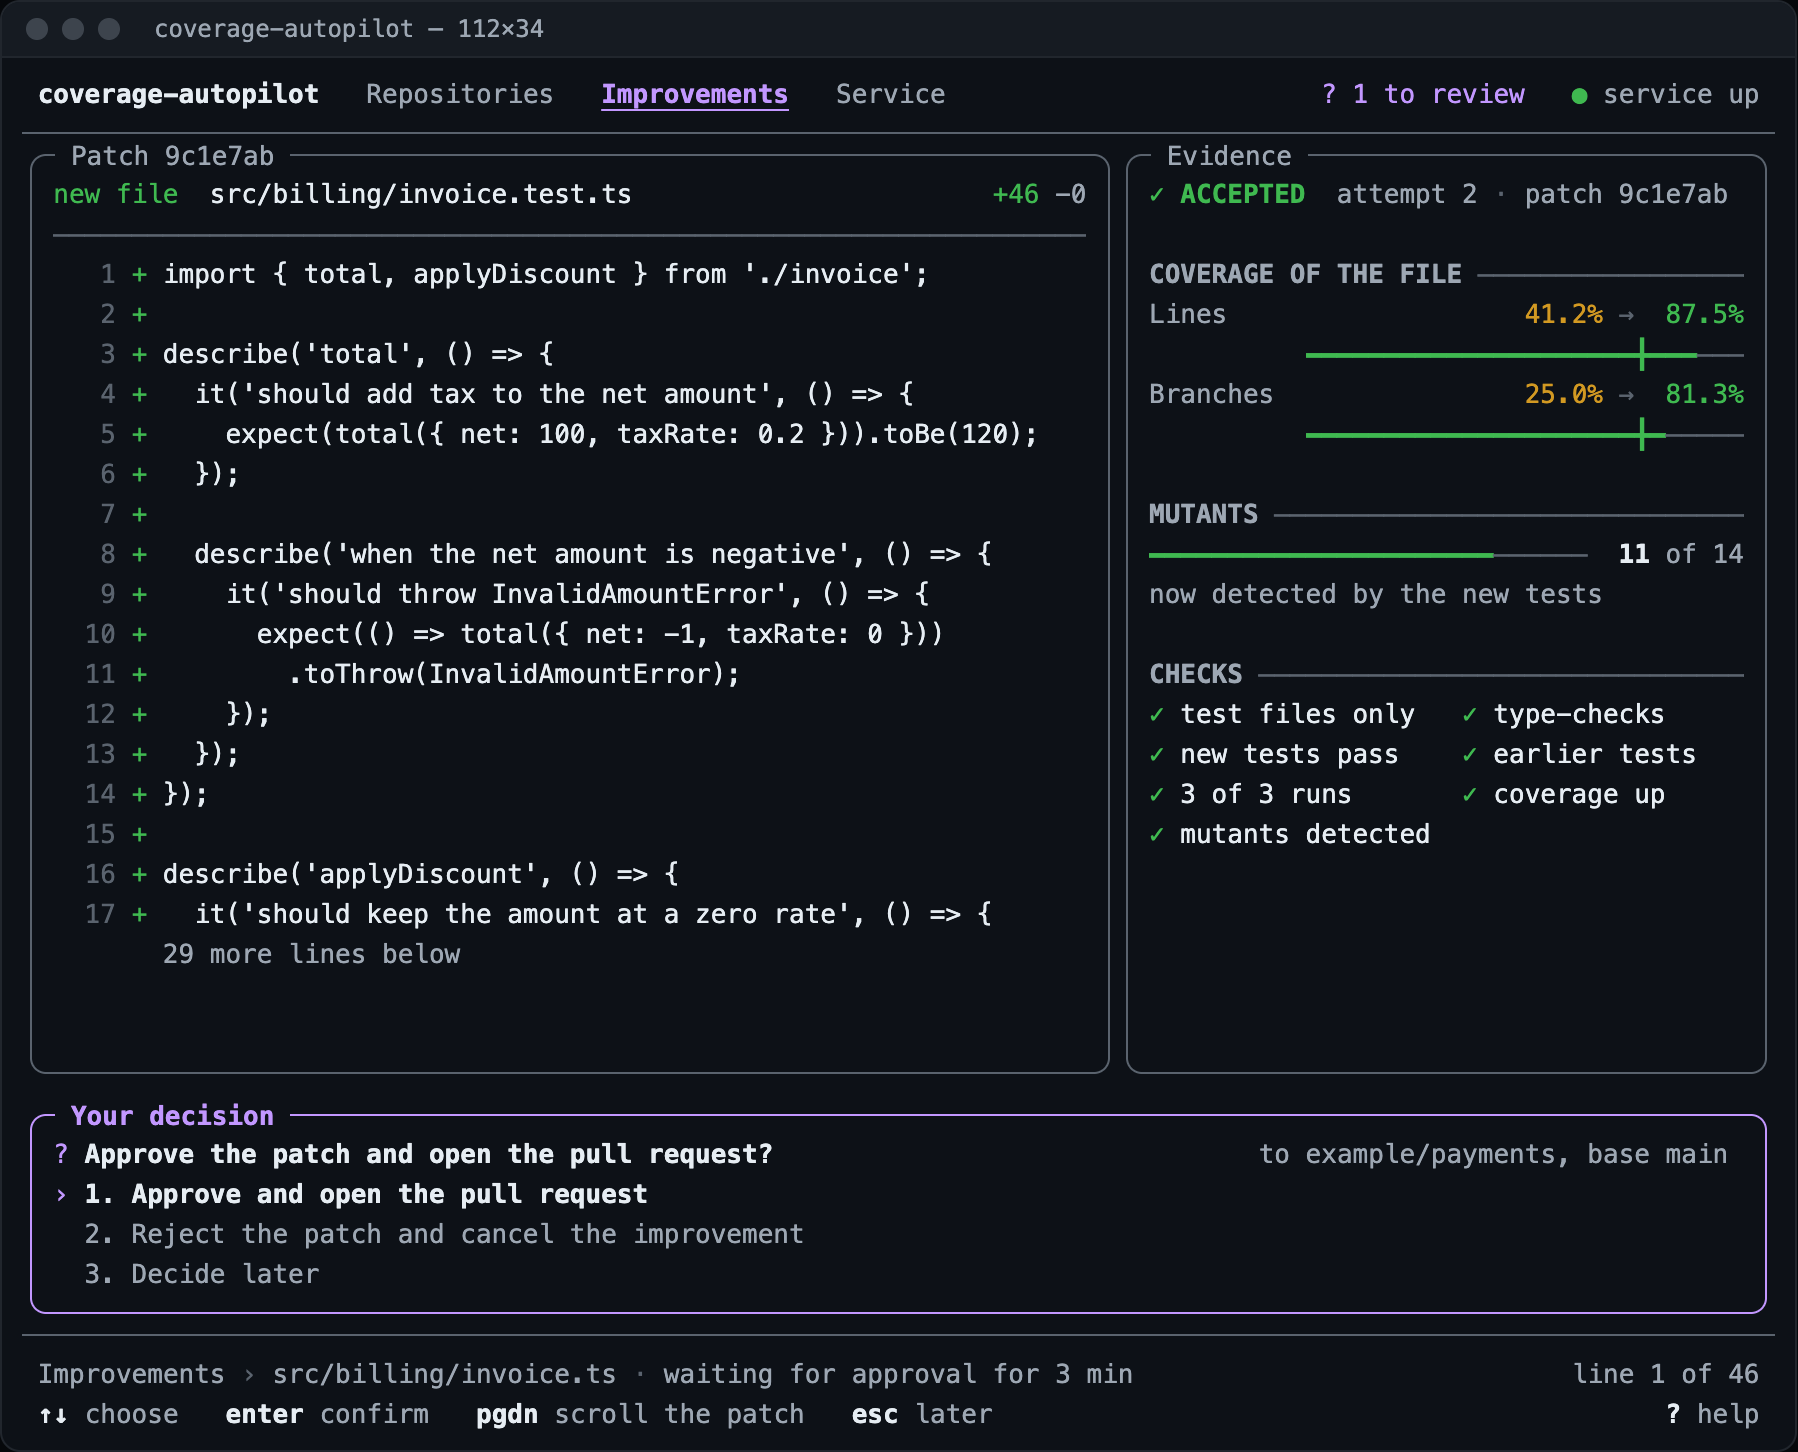 coverage-autopilot — 112×34
coverage-autopilot Repositories Improvements Service ? 1 to review ● service up
Patch 9c1e7ab
new file src/billing/invoice.test.ts +46 −0
1 + import { total, applyDiscount } from './invoice';
2 +
3 + describe('total', () => {
4 + it('should add tax to the net amount', () => {
5 + expect(total({ net: 100, taxRate: 0.2 })).toBe(120);
6 + });
7 +
8 + describe('when the net amount is negative', () => {
9 + it('should throw InvalidAmountError', () => {
10 + expect(() => total({ net: -1, taxRate: 0 }))
11 + .toThrow(InvalidAmountError);
12 + });
13 + });
14 + });
15 +
16 + describe('applyDiscount', () => {
17 + it('should keep the amount at a zero rate', () => {
29 more lines below
Evidence
✓ ACCEPTED attempt 2 · patch 9c1e7ab
COVERAGE OF THE FILE
Lines 41.2% → 87.5%
Branches 25.0% → 81.3%
MUTANTS
11 of 14
now detected by the new tests
CHECKS
✓ test files only ✓ type-checks
✓ new tests pass ✓ earlier tests
✓ 3 of 3 runs ✓ coverage up
✓ mutants detected
Your decision
? Approve the patch and open the pull request? to example/payments, base main
› 1. Approve and open the pull request
2. Reject the patch and cancel the improvement
3. Decide later
Improvements › src/billing/invoice.ts · waiting for approval for 3 min line 1 of 46
↑↓ choose enter confirm pgdn scroll the patch esc later ? help